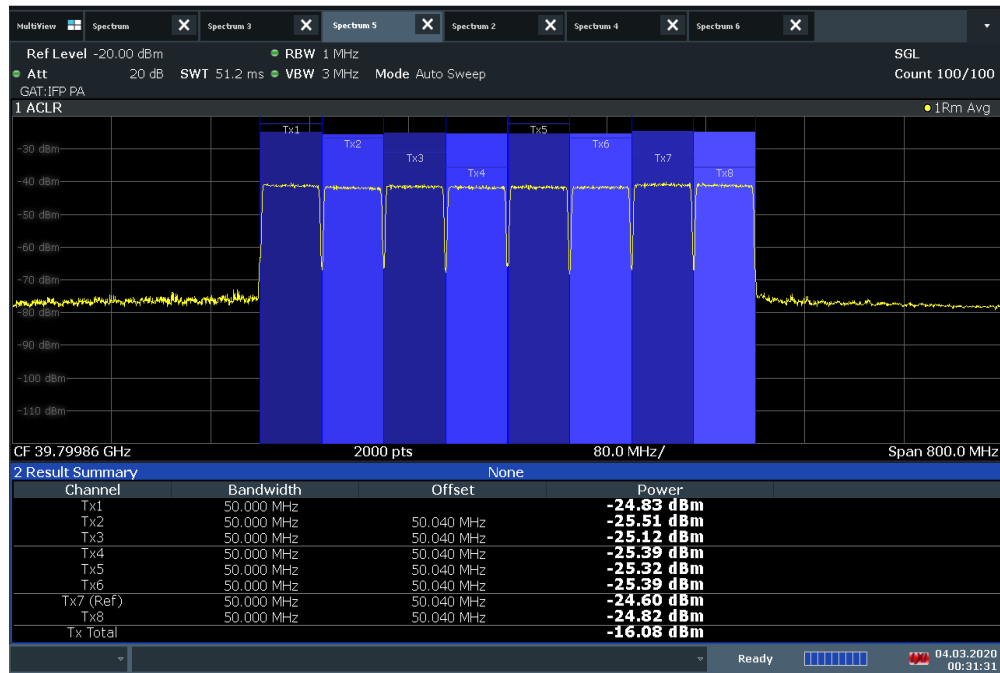 MultiView Spectrum X Spectrum 3 X Spectrum 5 X Spectrum 2 X Spectrum 4 X Spectrum 6 X
Ref Level -20.00 dBm RBW 1 MHz SGL
Att 20 dB SWT 51.2 ms VBW 3 MHz Mode Auto Sweep Count 100/100
GAT:IFP PA
1 ACLR 1Rm Avg
Tx1 Tx5
Tx2 Tx6
-30 dBm
Tx3 Tx7
Tx4 Tx8
-40 dBm
-50 dBm
-60 dBm
-70 dBm
-80 dBm
-90 dBm
-100 dBm
-110 dBm
CF 39.79986 GHz 2000 pts 80.0 MHz/ Span 800.0 MHz
2 Result Summary None
Channel Bandwidth Offset Power
Tx1 50.000 MHz -24.83 dBm
Tx2 50.000 MHz 50.040 MHz -25.51 dBm
Tx3 50.000 MHz 50.040 MHz -25.12 dBm
Tx4 50.000 MHz 50.040 MHz -25.39 dBm
Tx5 50.000 MHz 50.040 MHz -25.32 dBm
Tx6 50.000 MHz 50.040 MHz -25.39 dBm
Tx7 (Ref) 50.000 MHz 50.040 MHz -24.60 dBm
Tx8 50.000 MHz 50.040 MHz -24.82 dBm
Tx Total -16.08 dBm
Ready 04.03.2020
00:31:31